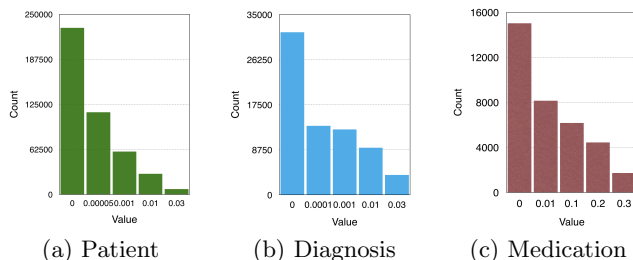 250000
187500
125000
62500
0
Count
0 0.00005 0.001 0.01 0.03
Value
(a) Patient
35000
26250
17500
8750
0
Count
0 0.0001 0.001 0.01 0.03
Value
(b) Diagnosis
16000
12000
8000
4000
0
Count
0 0.01 0.1 0.2 0.3
Value
(c) Medication